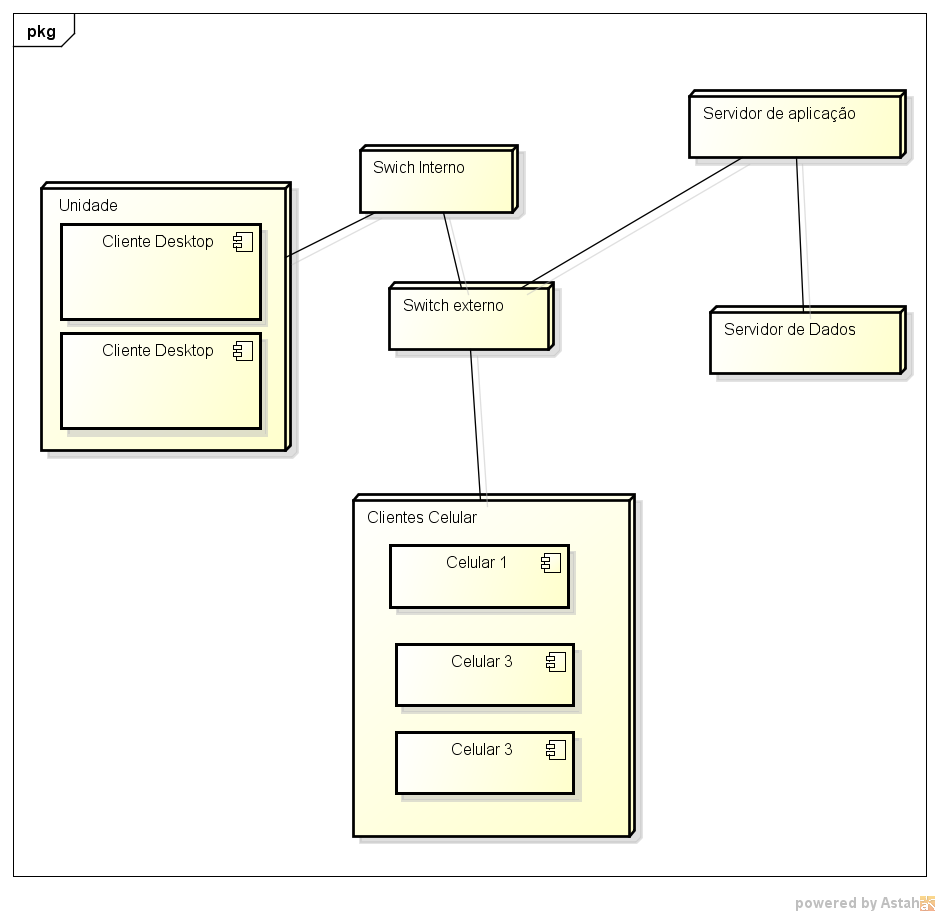 pkg
Servidor de aplicação
Swich Interno
Unidade
Cliente Desktop
Cliente Desktop
Switch externo
Servidor de Dados
Clientes Celular
Celular 1
Celular 3
Celular 3
powered by Astah